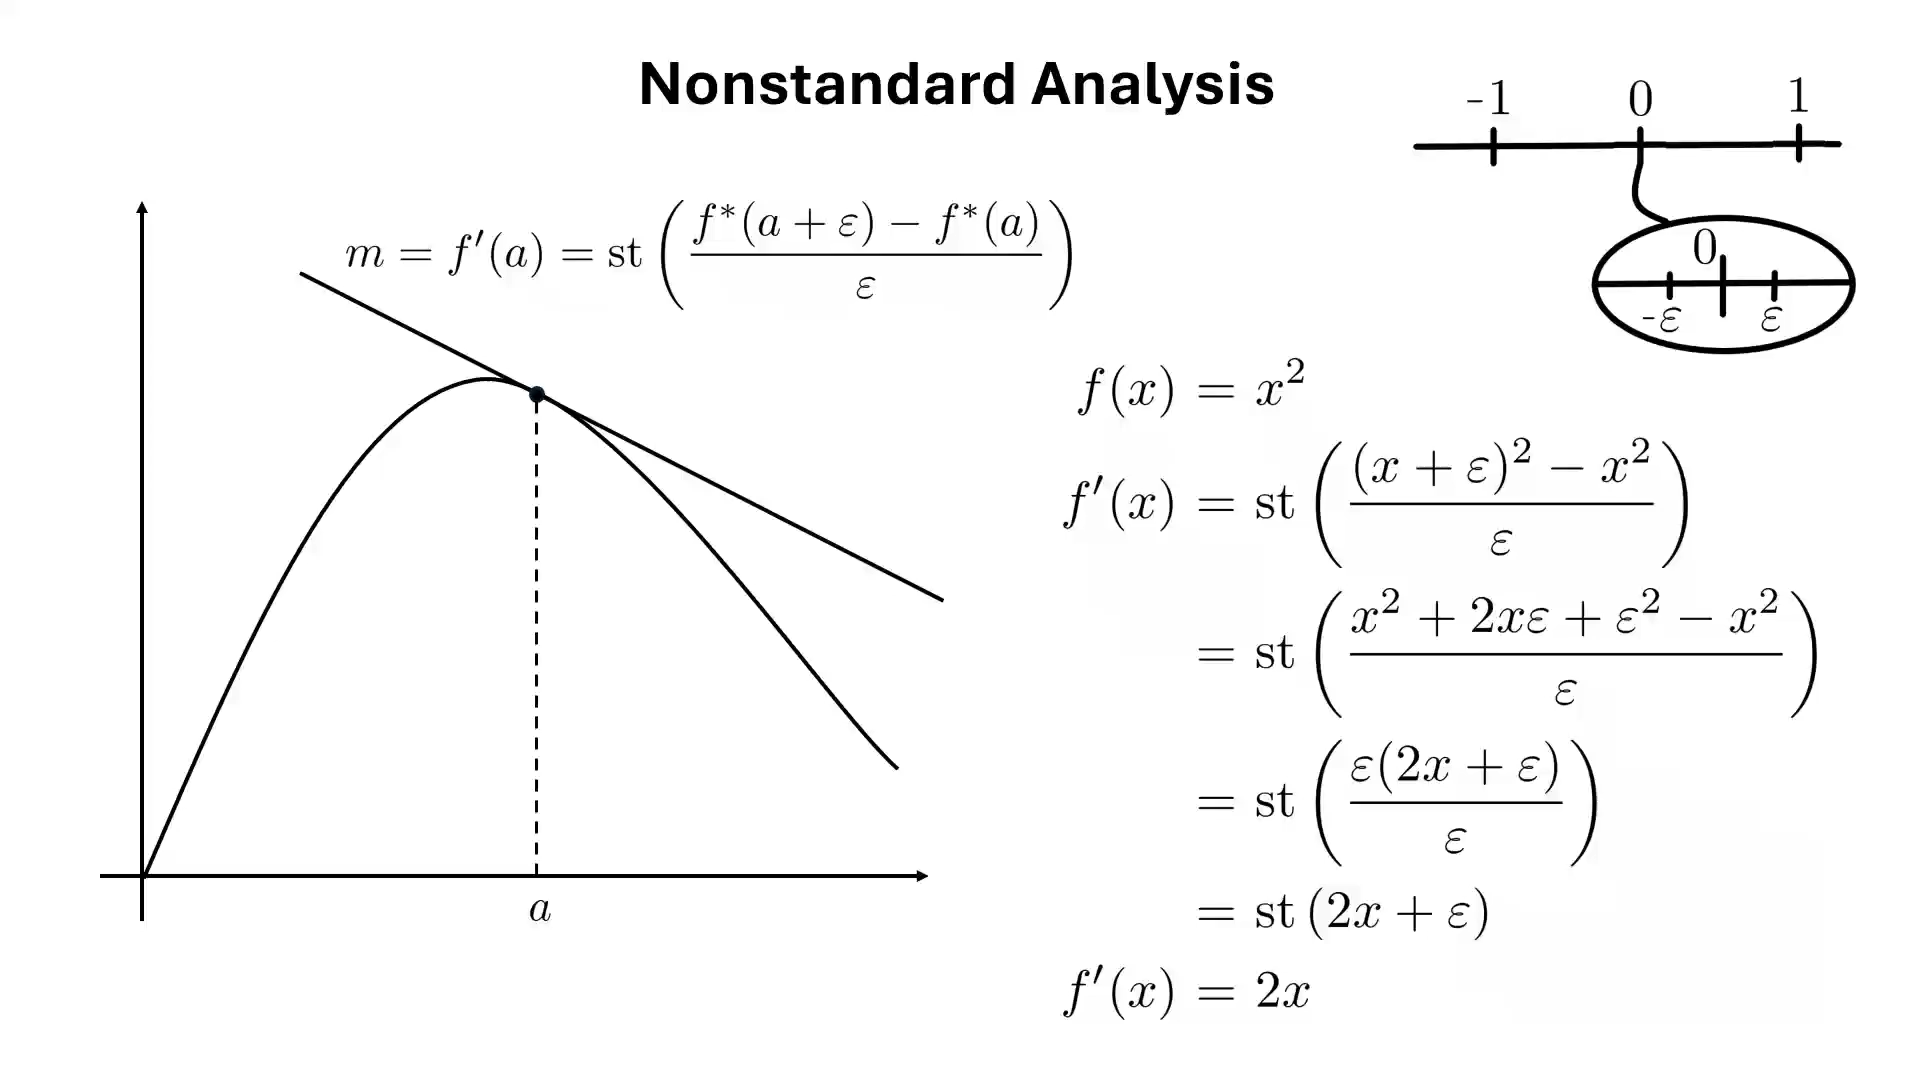 Nonstandard Analysis
-1 0 1
0
-ε ε
m = f′(a) = st ( (f*(a + ε) − f*(a)) / ε )
a
f(x) = x²
f′(x) = st ( ((x + ε)² − x²) / ε )
= st ( (x² + 2xε + ε² − x²) / ε )
= st ( ε(2x + ε) / ε )
= st (2x + ε)
f′(x) = 2x